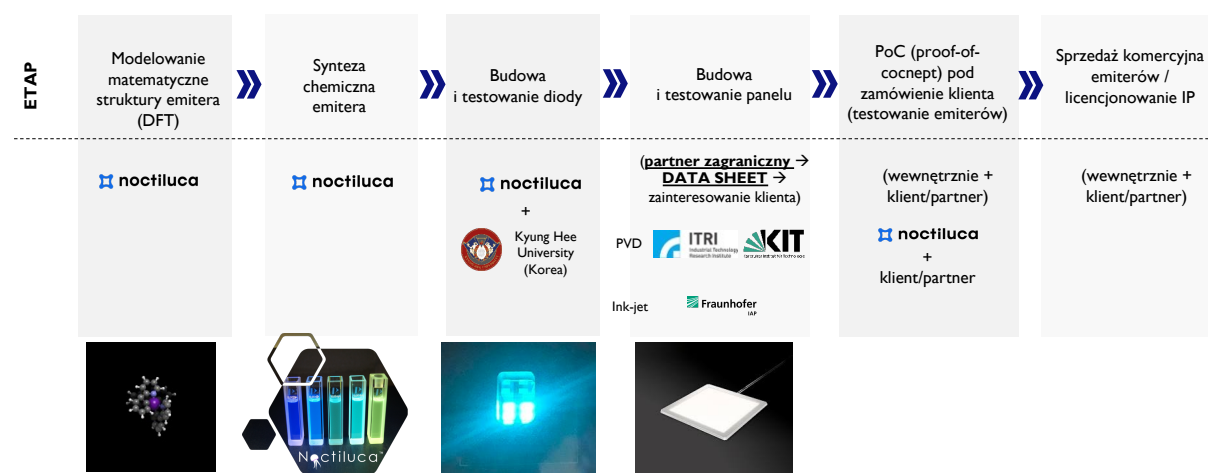 ETAP
Modelowanie
matematyczne
struktury emitera
(DFT)
Synteza
chemiczna
emitera
Budowa
i testowanie diody
Budowa
i testowanie panelu
PoC (proof-of-
cocnept) pod
zamówienie klienta
(testowanie emiterów)
Sprzedaż komercyjna
emiterów /
licencjonowanie IP
noctiluca
noctiluca
noctiluca
+
Kyung Hee
University
(Korea)
(partner zagraniczny →
DATA SHEET →
zainteresowanie klienta)
PVD
ITRI
Industrial Technology
Research Institute
KIT
Ink-jet
Fraunhofer
IAP
(wewnętrznie +
klient/partner)
noctiluca
+
klient/partner
(wewnętrznie +
klient/partner)
Noctiluca™